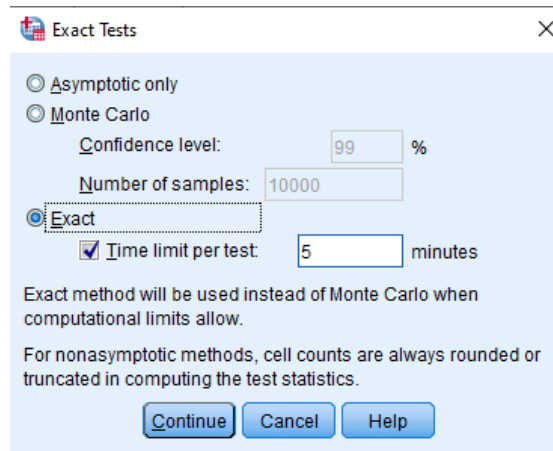 Exact Tests
Asymptotic only
Monte Carlo
Confidence level: 99 %
Number of samples: 10000
Exact
Time limit per test: 5 minutes
Exact method will be used instead of Monte Carlo when
computational limits allow.
For nonasymptotic methods, cell counts are always rounded or
truncated in computing the test statistics.
Continue Cancel Help